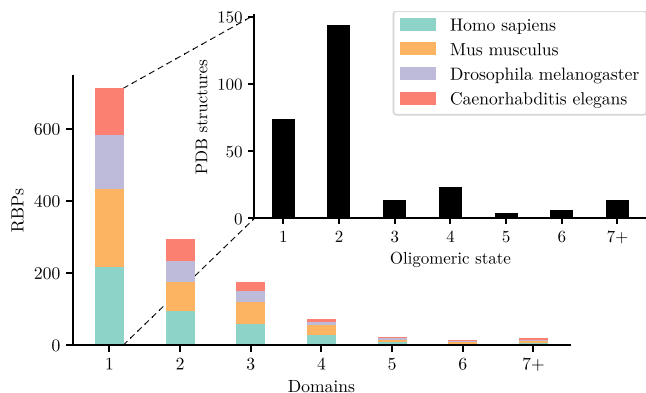 Homo sapiens
Mus musculus
Drosophila melanogaster
Caenorhabditis elegans
150
100
50
0
PDB structures
1 2 3 4 5 6 7+
Oligomeric state
600
400
200
0
RBPs
1 2 3 4 5 6 7+
Domains